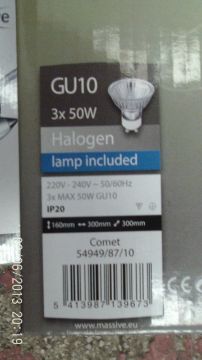 GU10
3x 50W
Halogen
lamp included
220V - 240V ~ 50/60Hz
3x MAX 50W GU10
IP20
160mm 300mm 300mm
Comet
54949/87/10
5 413987 139673
www.massive.eu
03/06/2013 20:19